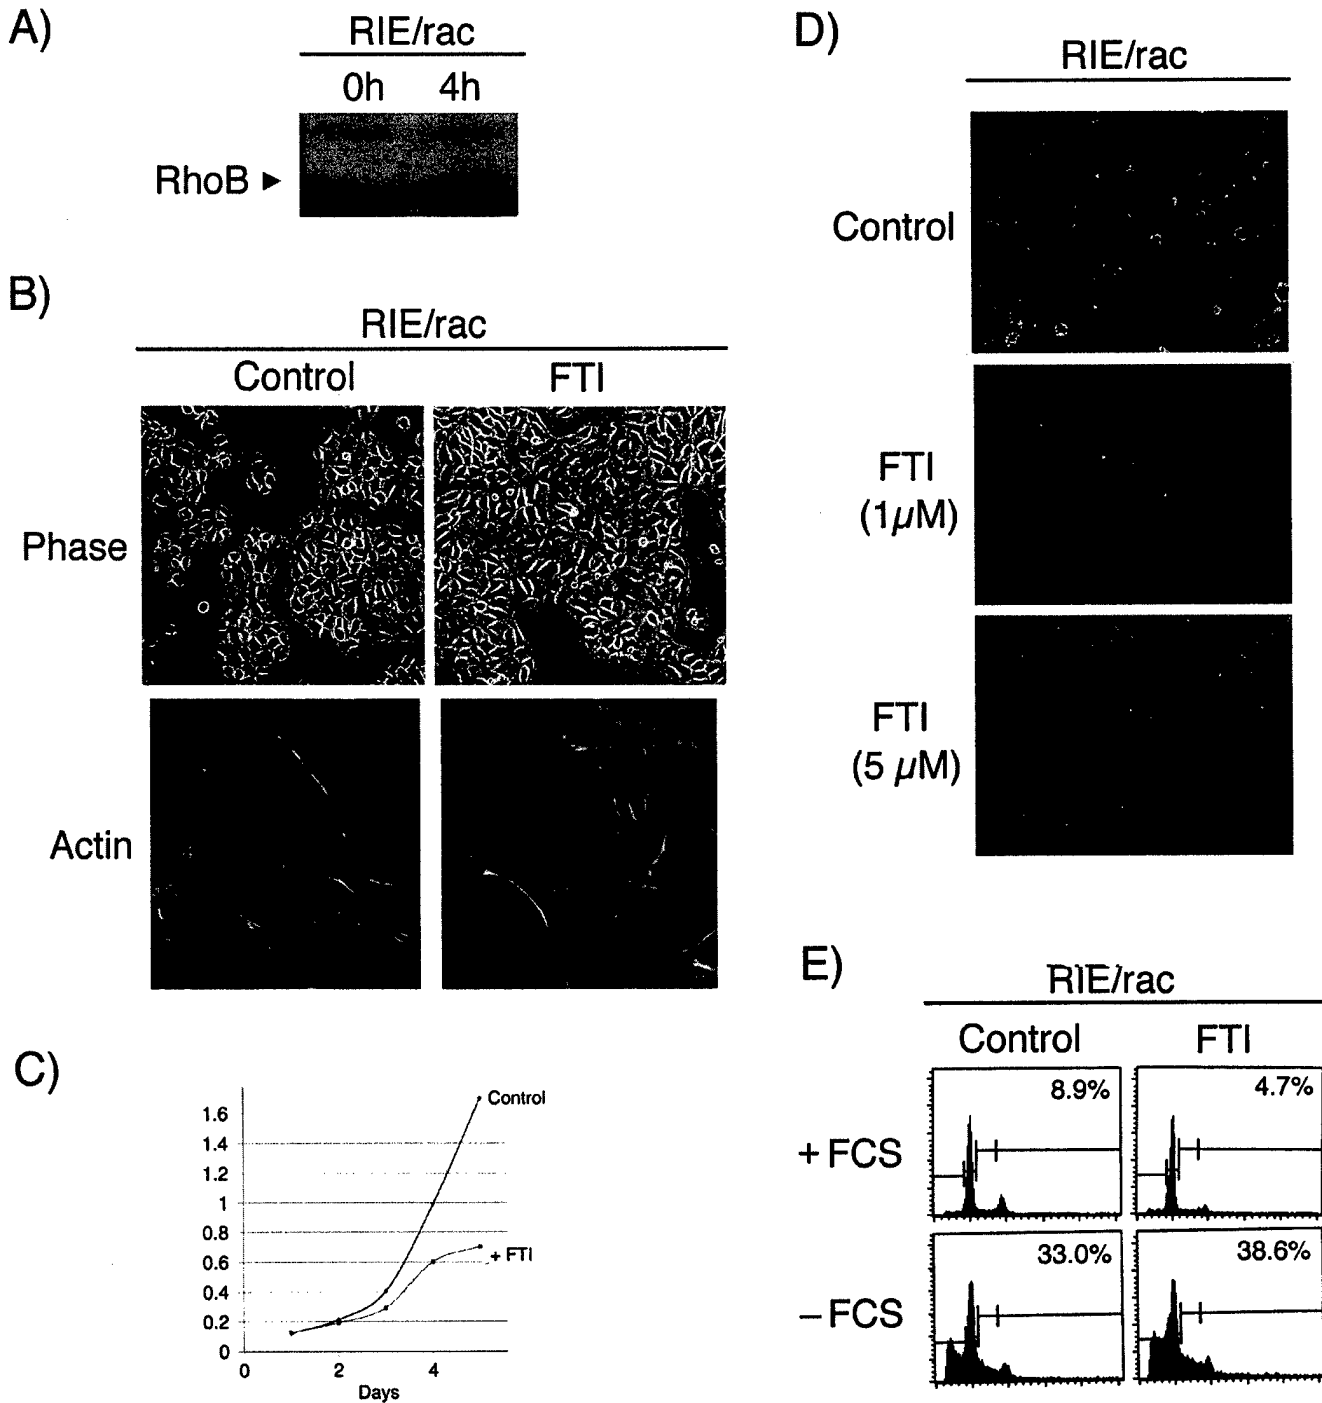 A)
RIE/rac
0h 4h
RhoB ►
B)
RIE/rac
Control FTI
Phase
Actin
C)
1.6
1.4
1.2
1
0.8
0.6
0.4
0.2
0
0 2 4
Days
Control
+ FTI
D)
RIE/rac
Control
FTI
(1µM)
FTI
(5 µM)
E)
RIE/rac
Control FTI
+ FCS
8.9% 4.7%
– FCS
33.0% 38.6%